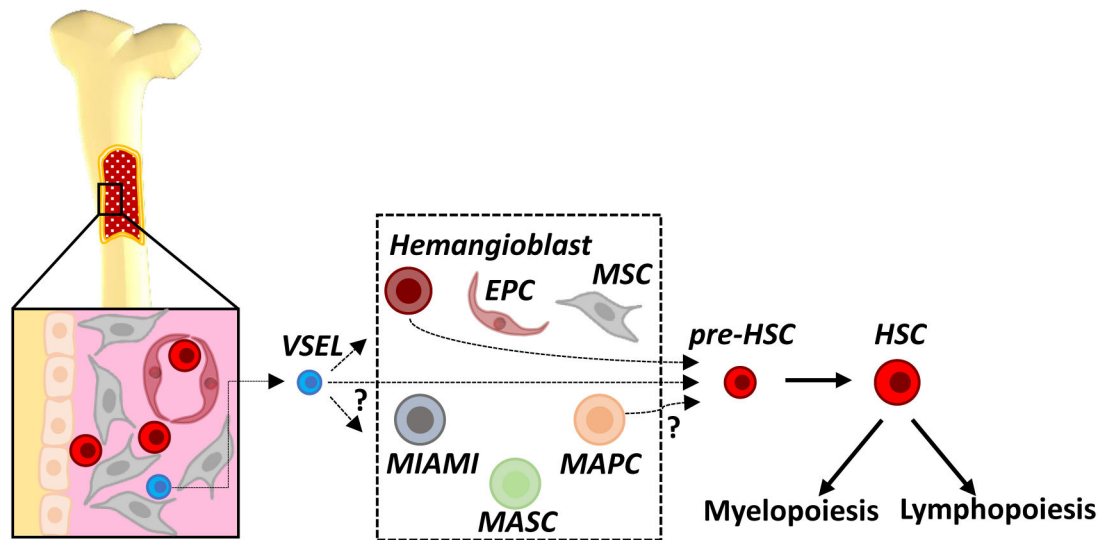 Hemangioblast
EPC
MSC
VSEL
?
pre-HSC
HSC
MIAMI
MAPC
?
MASC
Myelopoiesis
Lymphopoiesis